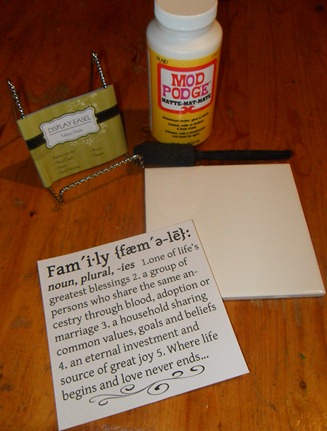 MOD
PODGE
MATTE-MAT-MATE
DISPLAY EASEL
Fam´i·ly {fæm´ə-lē}:
noun, plural, -ies 1.one of life's
greatest blessings 2. a group of
persons who share the same an-
cestry through blood, adoption or
marriage 3. a household sharing
common values, goals and beliefs
4. an eternal investment and
source of great joy 5. Where life
begins and love never ends...